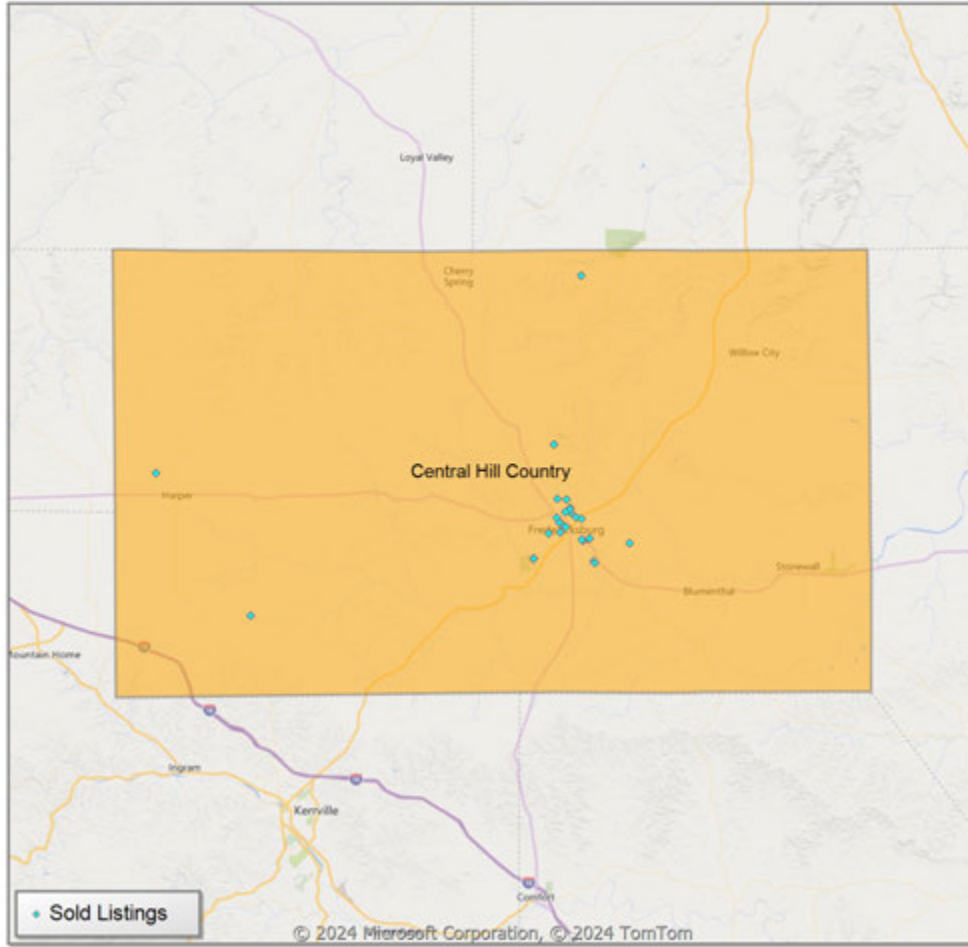 Loyal Valley
Cherry
Spring
Willow City
Central Hill Country
Harper
Fredericksburg
Stonewall
Blumenthal
Mountain Home
Ingram
Kerrville
Comfort
Sold Listings
© 2024 Microsoft Corporation, © 2024 TomTom